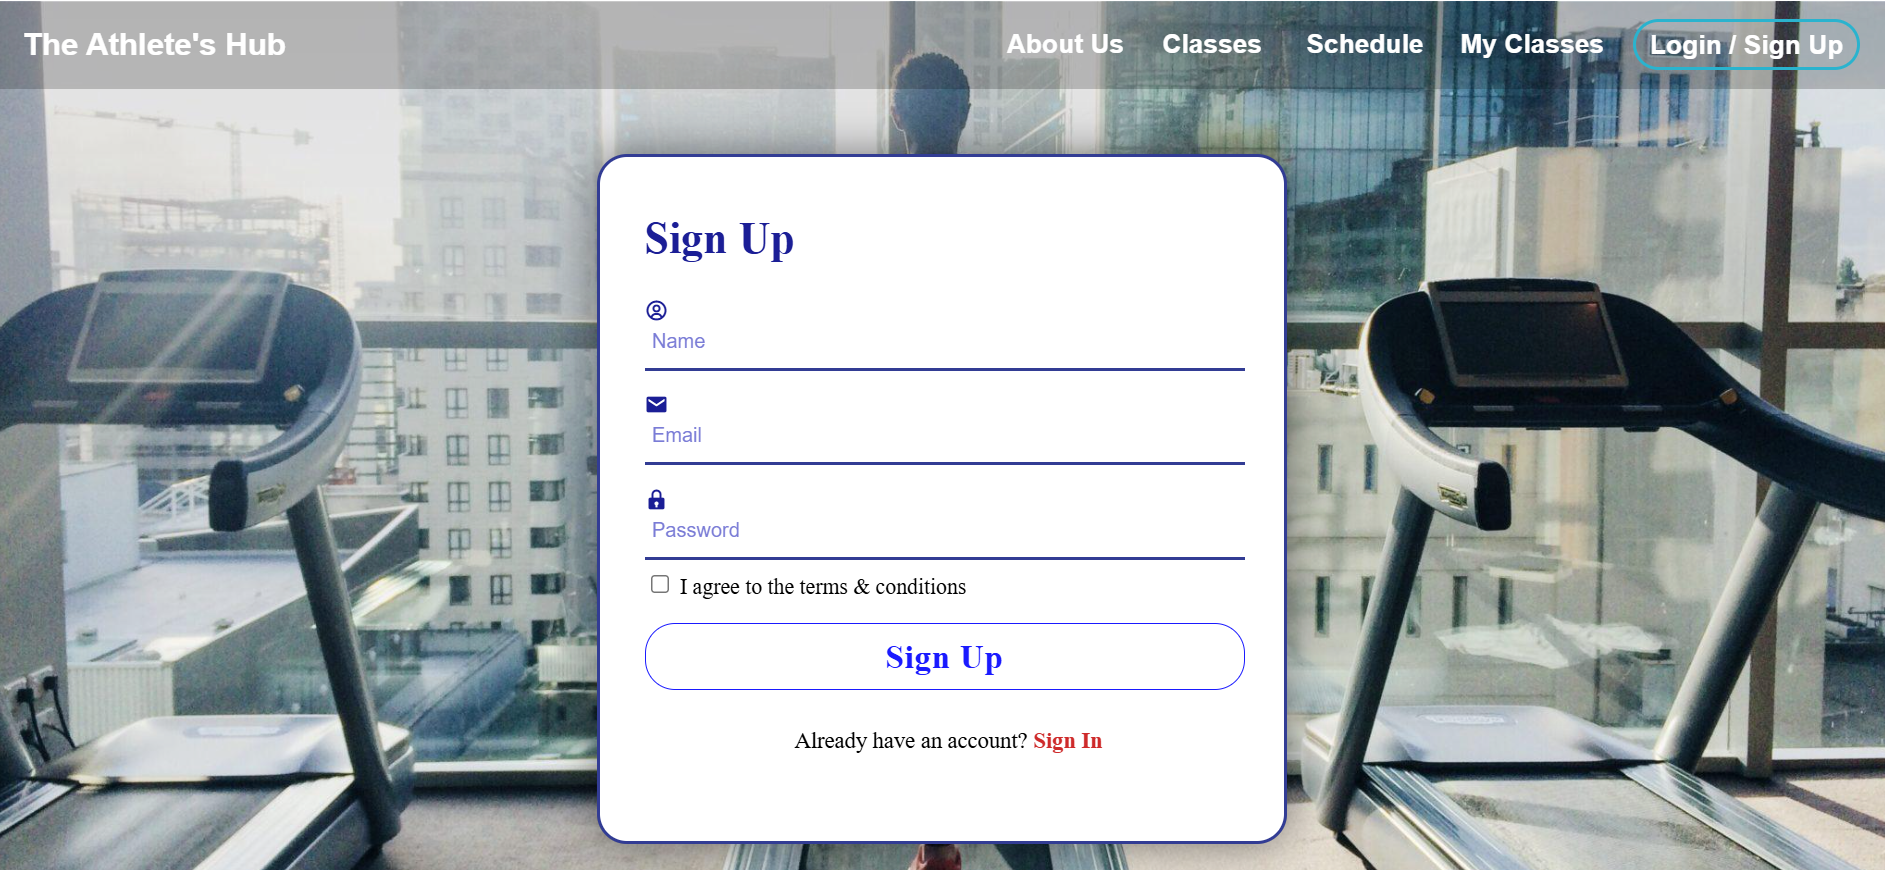 The Athlete's Hub
About Us Classes Schedule My Classes Login / Sign Up
Sign Up
Name
Email
Password
I agree to the terms & conditions
Sign Up
Already have an account? Sign In